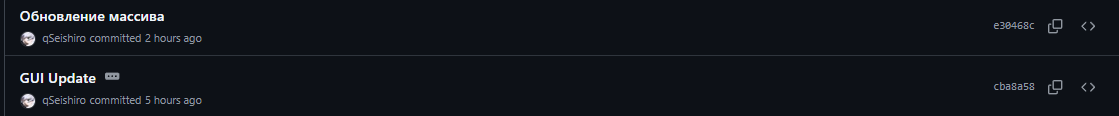 Обновление массива
qSeishiro committed 2 hours ago
e30468c
GUI Update
qSeishiro committed 5 hours ago
cba8a58